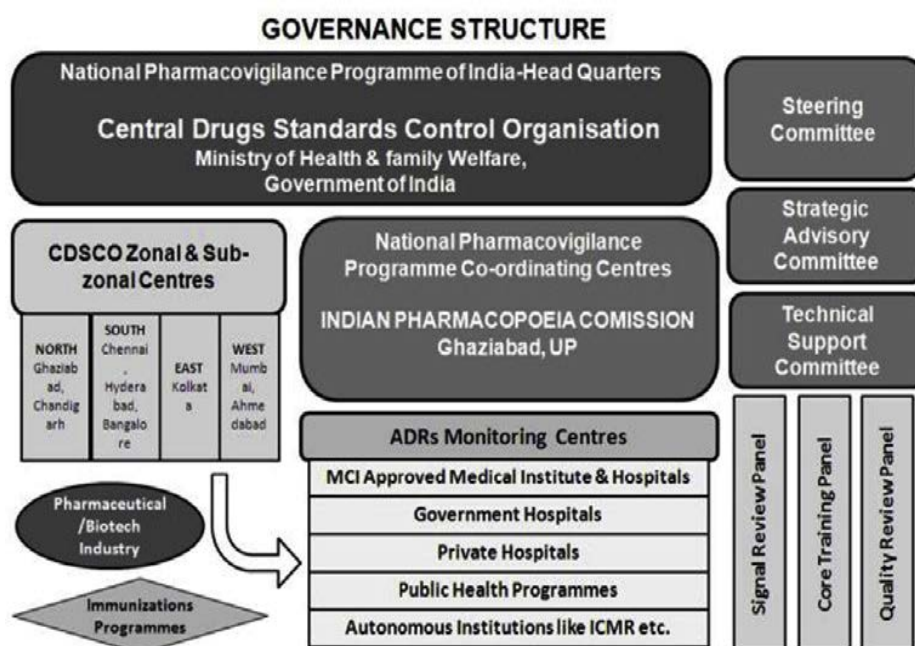 GOVERNANCE STRUCTURE
National Pharmacovigilance Programme of India-Head Quarters
Central Drugs Standards Control Organisation
Ministry of Health & family Welfare,
Government of India
Steering
Committee
Strategic
Advisory
Committee
Technical
Support
Committee
CDSCO Zonal & Sub-
zonal Centres
NORTH
Ghaziab
ad,
Chandig
arh
SOUTH
Chennai
,
Hydera
bad,
Bangalo
re
EAST
Kolkat
a
WEST
Mumb
ai,
Ahme
dabad
National Pharmacovigilance
Programme Co-ordinating Centres
INDIAN PHARMACOPOEIA COMISSION
Ghaziabad, UP
ADRs Monitoring Centres
MCI Approved Medical Institute & Hospitals
Government Hospitals
Private Hospitals
Public Health Programmes
Autonomous Institutions like ICMR etc.
Pharmaceutical
/Biotech
Industry
Immunizations
Programmes
Signal Review Panel
Core Training Panel
Quality Review Panel